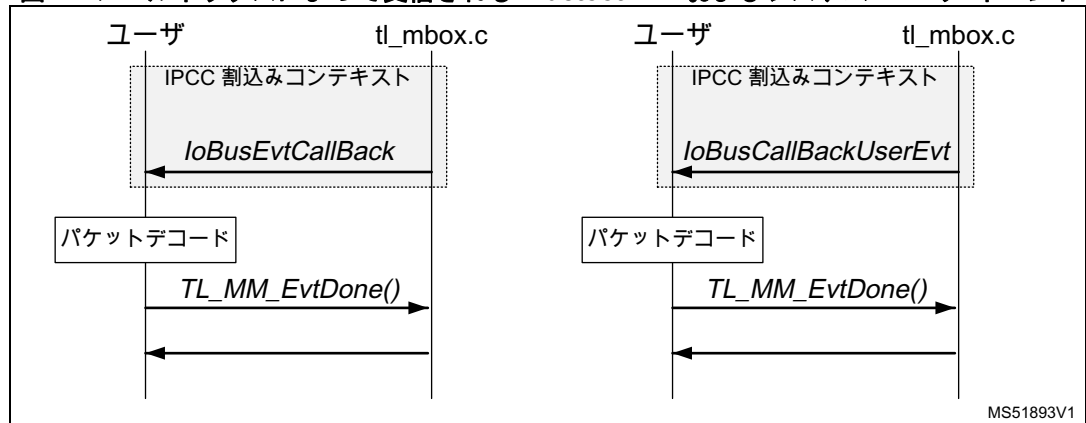 ユーザ tl_mbox.c ユーザ tl_mbox.c
IPCC 割込みコンテキスト IPCC 割込みコンテキスト
IoBusEvtCallBack IoBusCallBackUserEvt
パケットデコード パケットデコード
TL_MM_EvtDone() TL_MM_EvtDone()
MS51893V1